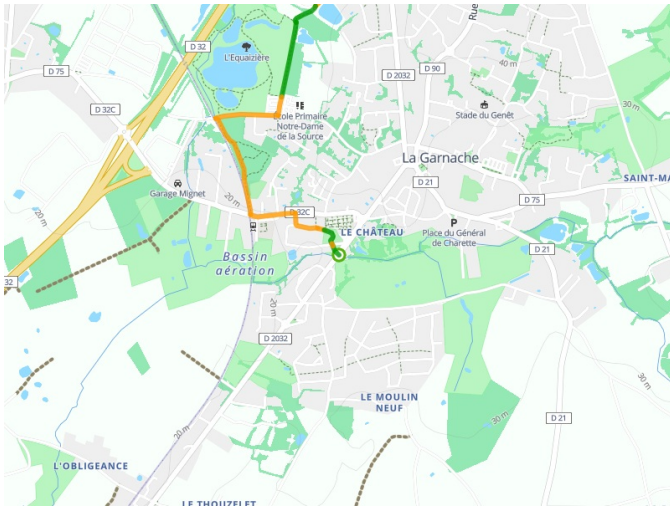 Rue
D 32
L'Equaizière
D 75
D 2032
D 90
40 m
D 32C
École Primaire
Notre-Dame
de la Source
Stade du Genêt
30 m
La Garnache
SAINT-MA
D 21
Garage Mignet
20 m
D 75
D 32C
20 m
P
LE CHÂTEAU
Place du Général
de Charette
D 21
Bassin
aération
32
D 2032
LE MOULIN
NEUF
30 m
30 m
D 21
20 m
L'OBLIGEANCE
LE THOUZELET